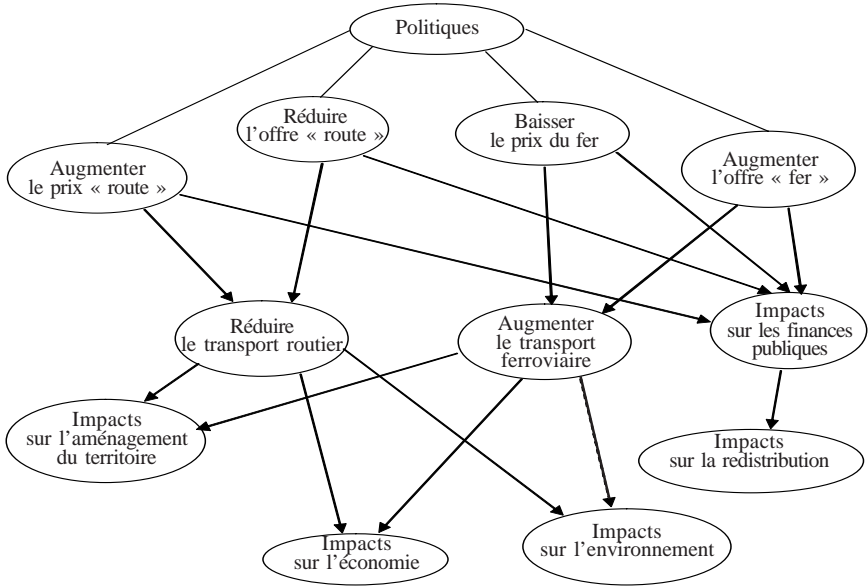 Politiques
Réduire
l'offre « route »
Baisser
le prix du fer
Augmenter
le prix « route »
Augmenter
l'offre « fer »
Réduire
le transport routier
Augmenter
le transport
ferroviaire
Impacts
sur les finances
publiques
Impacts
sur l'aménagement
du territoire
Impacts
sur la redistribution
Impacts
sur l'économie
Impacts
sur l'environnement